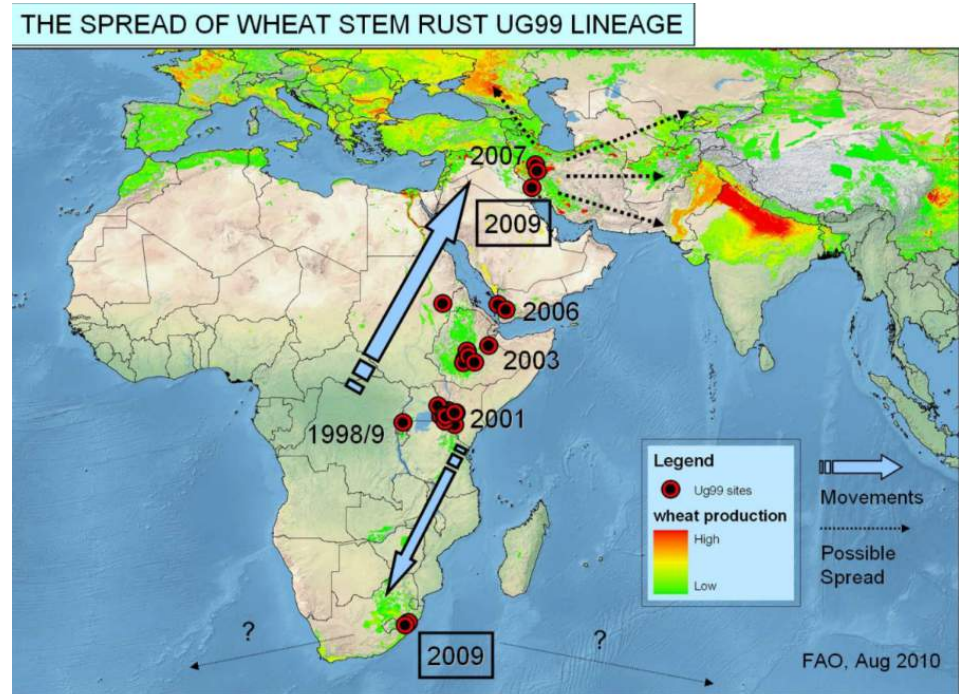 THE SPREAD OF WHEAT STEM RUST UG99 LINEAGE
2007
2009
2006
2003
2001
1998/9
Legend
Ug99 sites
wheat production
High
Low
Movements
Possible
Spread
?
2009
?
FAO, Aug 2010